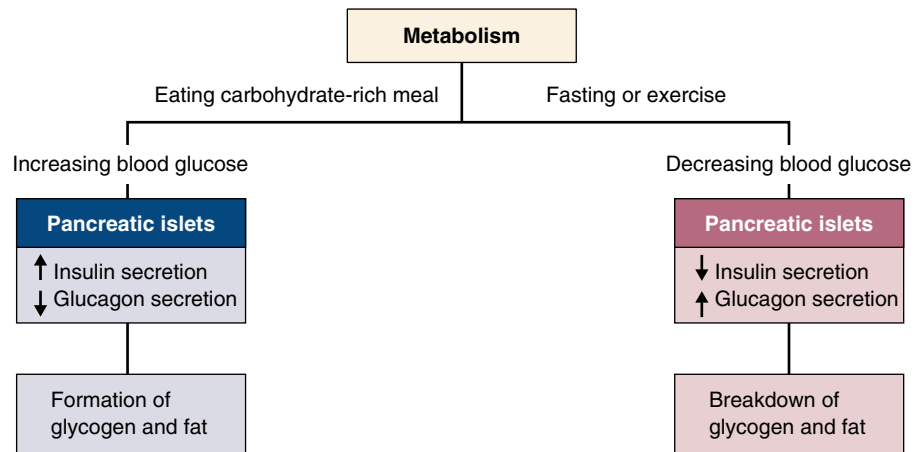 Metabolism
Eating carbohydrate-rich meal
Fasting or exercise
Increasing blood glucose
Decreasing blood glucose
Pancreatic islets
↑ Insulin secretion
↓ Glucagon secretion
Pancreatic islets
↓ Insulin secretion
↑ Glucagon secretion
Formation of
glycogen and fat
Breakdown of
glycogen and fat